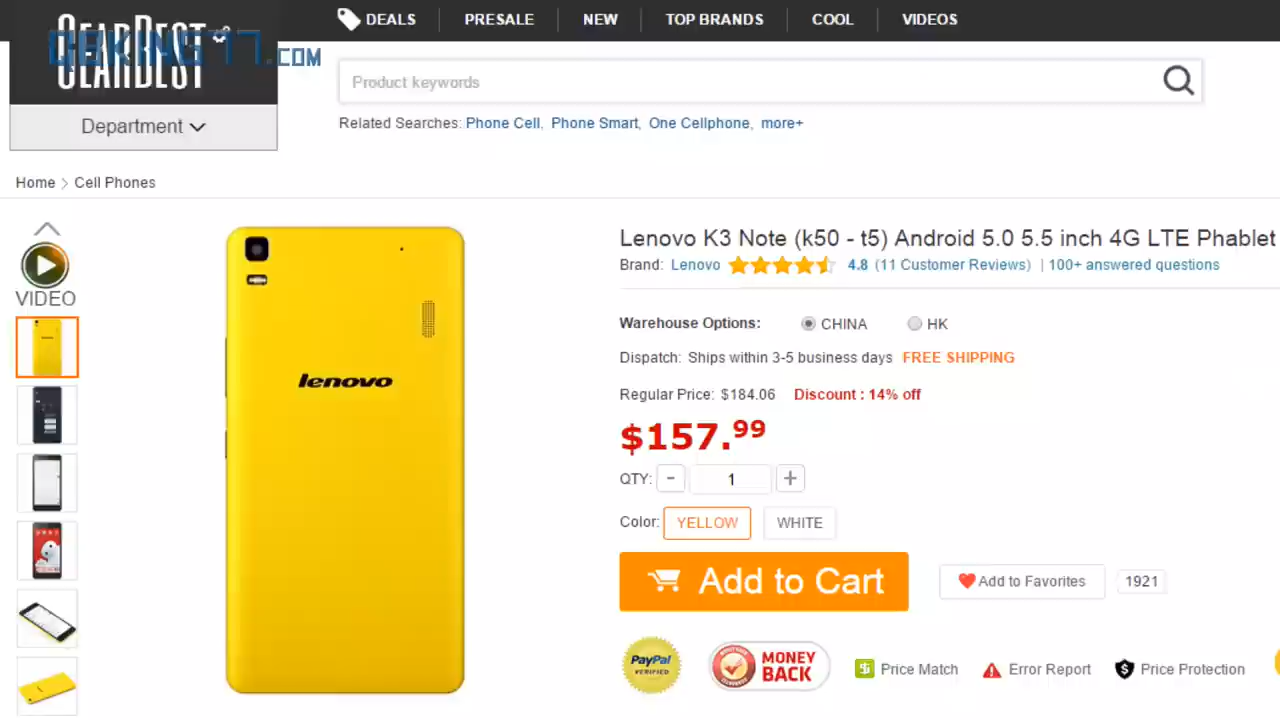 DEALS PRESALE NEW TOP BRANDS COOL VIDEOS
GEARBEST
.COM
Product keywords
Department
Related Searches: Phone Cell, Phone Smart, One Cellphone, more+
Home > Cell Phones
VIDEO
Lenovo K3 Note (k50 - t5) Android 5.0 5.5 inch 4G LTE Phablet
Brand: Lenovo 4.8 (11 Customer Reviews) | 100+ answered questions
Warehouse Options: CHINA HK
Dispatch: Ships within 3-5 business days FREE SHIPPING
Regular Price: $184.06 Discount : 14% off
$157.99
QTY: - 1 +
Color: YELLOW WHITE
Add to Cart Add to Favorites 1921
lenovo
PayPal
VERIFIED
MONEY
BACK
Price Match Error Report Price Protection